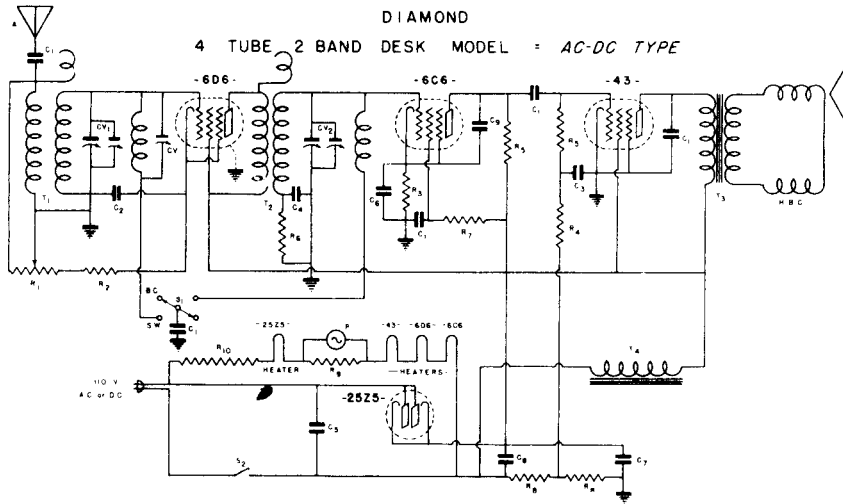 DIAMOND
4 TUBE 2 BAND DESK MODEL = AC-DC TYPE
A
C1
-6D6-
-6C6-
-43-
CV1
CV
CV2
C9
C1
R5
R5
C1
T1
C2
T2
C4
R6
C6
R3
C1
R7
C3
R4
T3
H.B.C.
R1
R2
BC
S1
SW
C1
-25Z5-
P
-43-
-6D6-
-6C6-
R10
HEATER
R9
-HEATERS-
T4
110 V
AC or DC
-25Z5-
C5
S2
C8
R8
C7